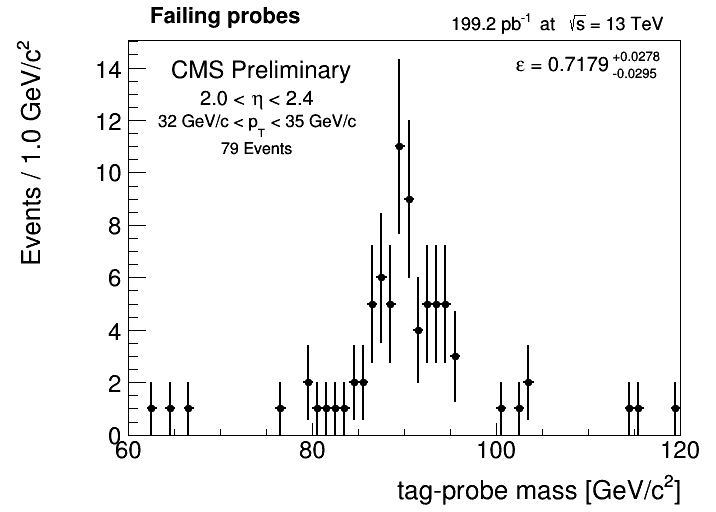 Failing probes
199.2 pb⁻¹ at √s = 13 TeV
CMS Preliminary
2.0 < η < 2.4
32 GeV/c < p_T < 35 GeV/c
79 Events
ε = 0.7179 +0.0278 -0.0295
Events / 1.0 GeV/c²
14
12
10
8
6
4
2
0
60 80 100 120
tag-probe mass [GeV/c²]